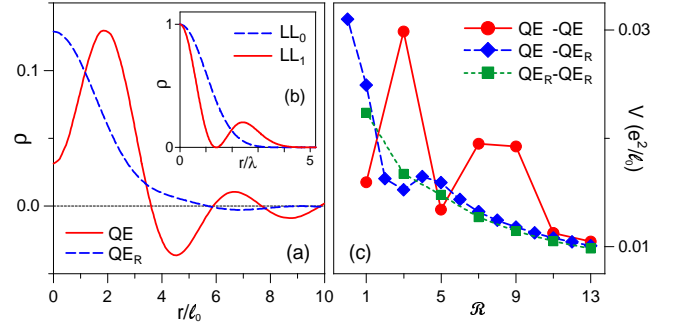 0.1
0.0
ρ
QE
QE_R
(a)
0 2 4 6 8 10
r/ℓ₀
1
0
ρ
LL₀
LL₁
(b)
0 5
r/λ
QE -QE
QE -QE_R
QE_R-QE_R
(c)
1 5 9 13
ℛ
0.03
0.01
V (e²/ℓ₀)